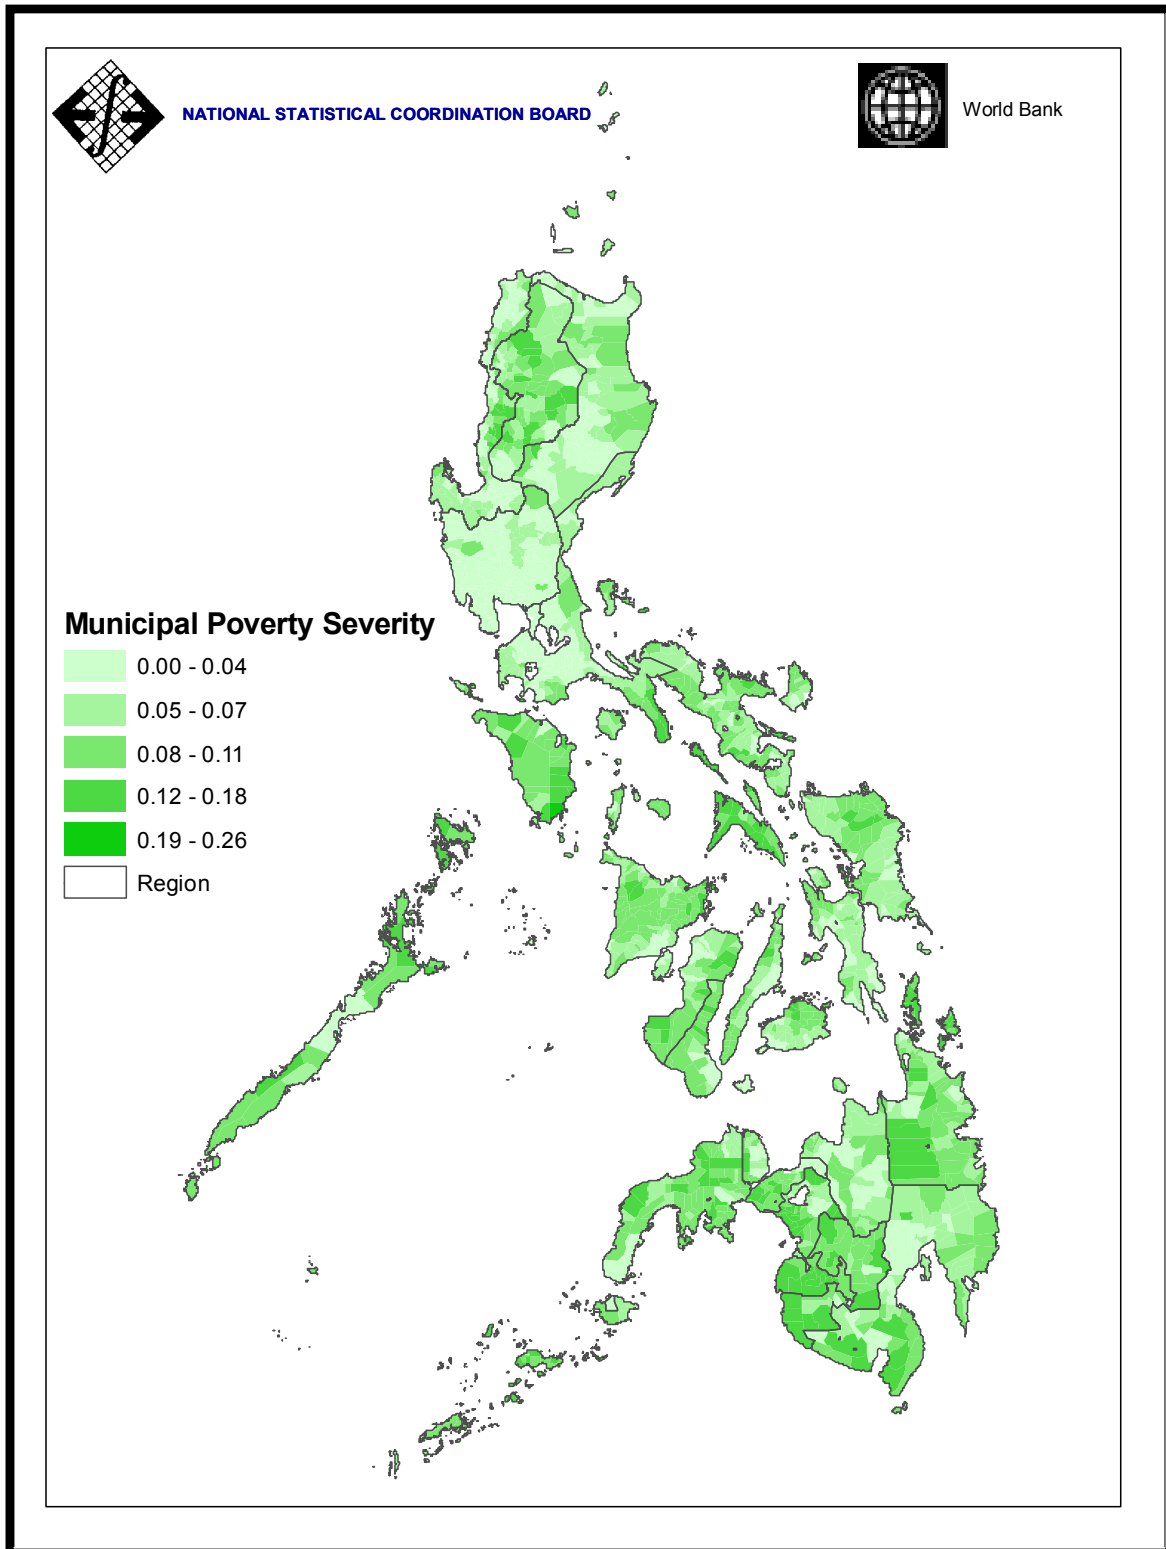 NATIONAL STATISTICAL COORDINATION BOARD
World Bank
Municipal Poverty Severity
0.00 - 0.04
0.05 - 0.07
0.08 - 0.11
0.12 - 0.18
0.19 - 0.26
Region